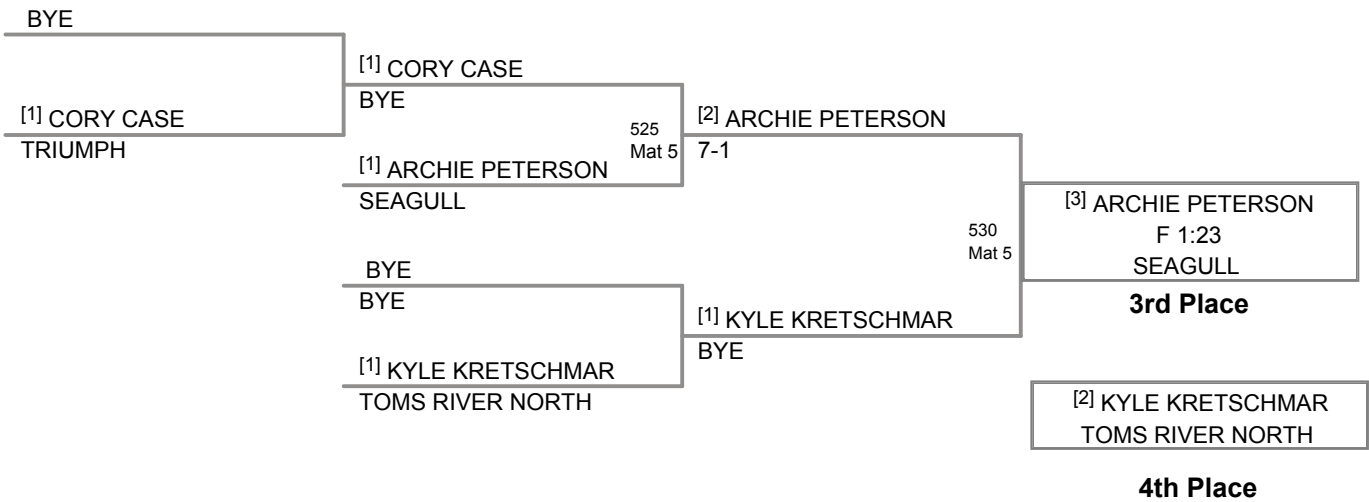 BYE
[1] CORY CASE
TRIUMPH
[1] CORY CASE
BYE
525
Mat 5
[1] ARCHIE PETERSON
SEAGULL
BYE
BYE
[1] KYLE KRETSCHMAR
TOMS RIVER NORTH
[2] ARCHIE PETERSON
7-1
530
Mat 5
[1] KYLE KRETSCHMAR
BYE
[3] ARCHIE PETERSON
F 1:23
SEAGULL
3rd Place
[2] KYLE KRETSCHMAR
TOMS RIVER NORTH
4th Place